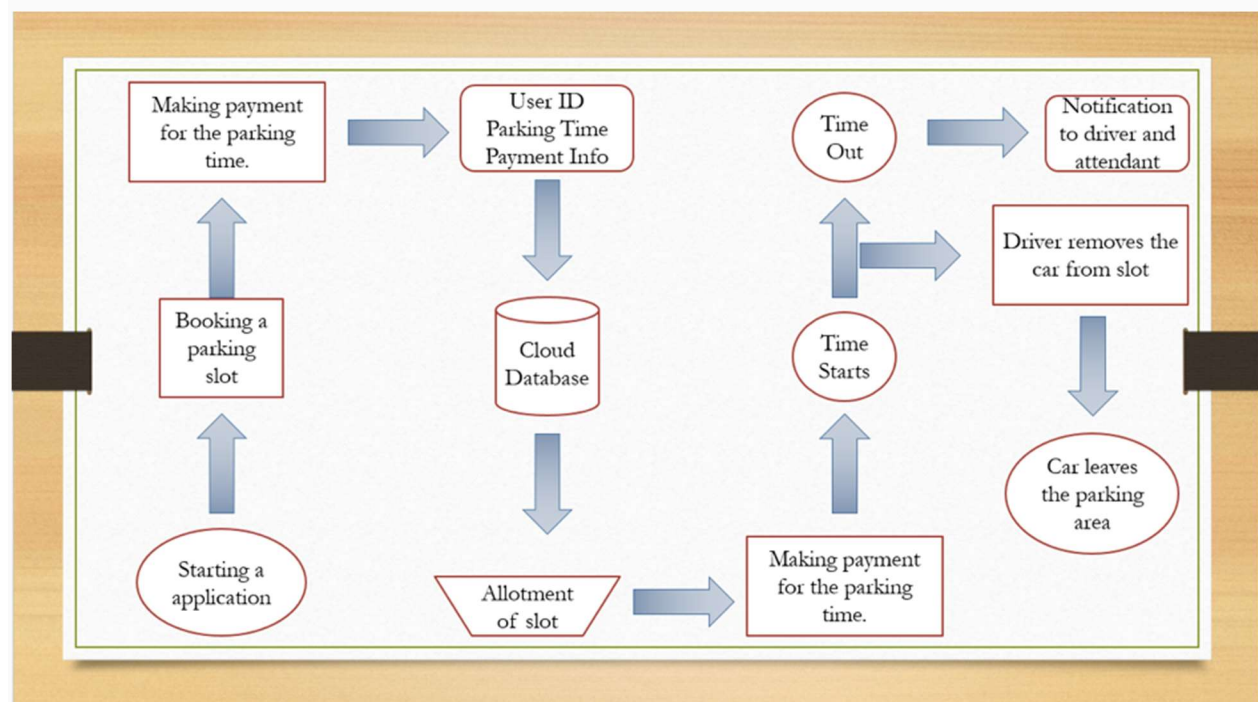 Making payment
for the parking
time.
User ID
Parking Time
Payment Info
Time
Out
Notification
to driver and
attendant
Driver removes the
car from slot
Booking a
parking
slot
Cloud
Database
Time
Starts
Car leaves
the parking
area
Starting a
application
Allotment
of slot
Making payment
for the parking
time.